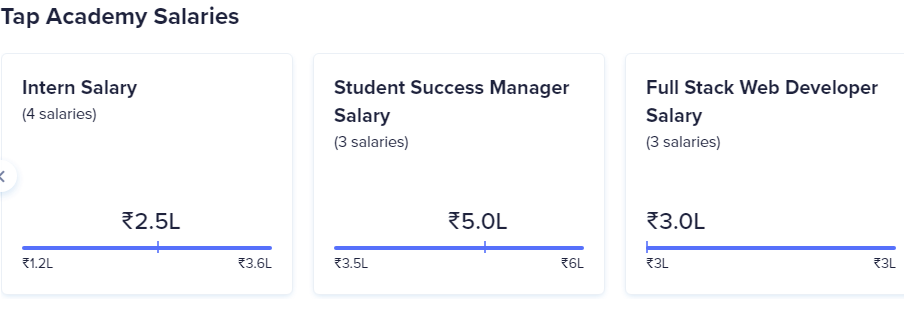 Tap Academy Salaries
Intern Salary
(4 salaries)
₹2.5L
₹1.2L ₹3.6L
Student Success Manager
Salary
(3 salaries)
₹5.0L
₹3.5L ₹6L
Full Stack Web Developer
Salary
(3 salaries)
₹3.0L
₹3L ₹3L